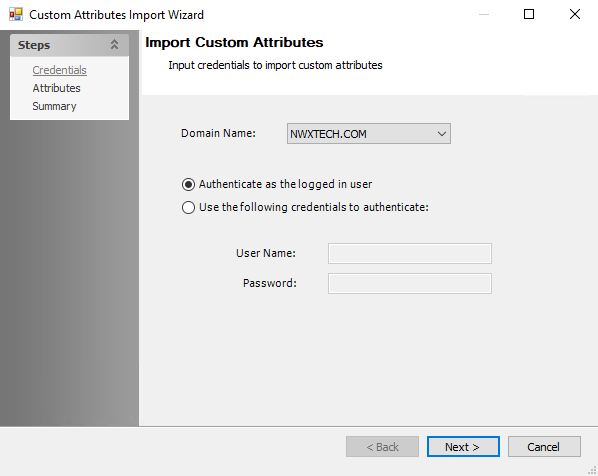 Custom Attributes Import Wizard
Steps
Credentials
Attributes
Summary
Import Custom Attributes
Input credentials to import custom attributes
Domain Name: NWXTECH.COM
Authenticate as the logged in user
Use the following credentials to authenticate:
User Name:
Password:
< Back Next > Cancel